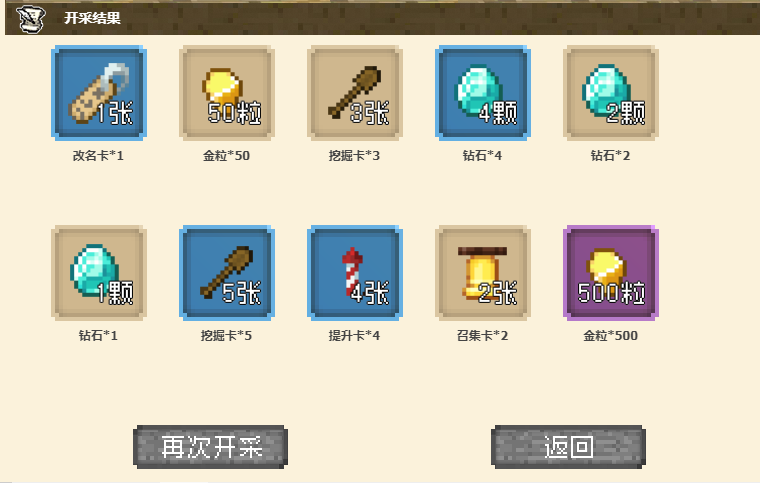 开采结果
1张
50粒
3张
4颗
2颗
改名卡*1
金粒*50
挖掘卡*3
钻石*4
钻石*2
1颗
5张
4张
2张
500粒
钻石*1
挖掘卡*5
提升卡*4
召集卡*2
金粒*500
再次开采
返回